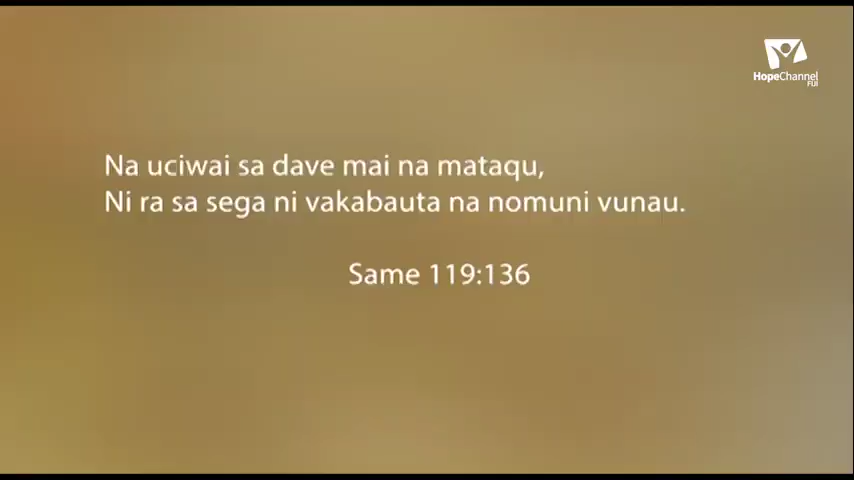 HopeChannel
FIJI
Na uciwai sa dave mai na mataqu,
Ni ra sa sega ni vakabauta na nomuni vunau.
Same 119:136